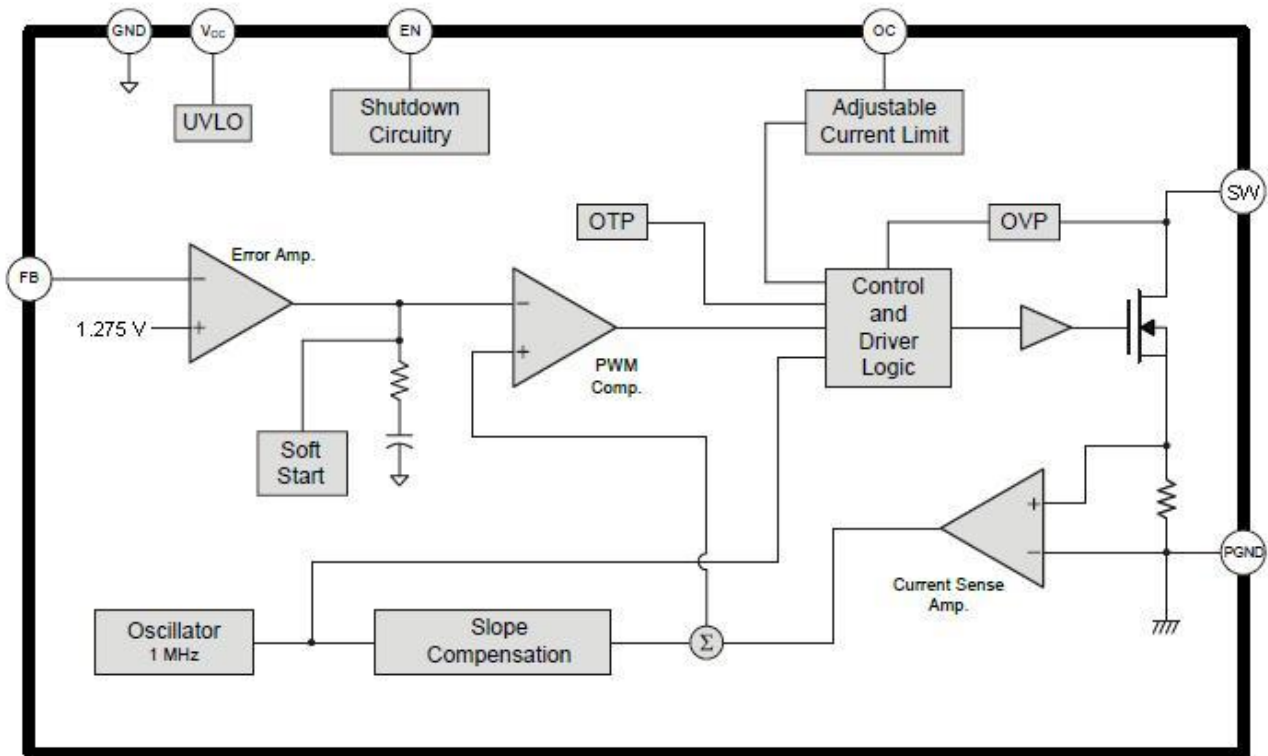 GND
VCC
EN
OC
UVLO
Shutdown
Circuitry
Adjustable
Current Limit
SW
OTP
OVP
FB
Error Amp.
−
1.275 V
+
−
+
PWM
Comp.
Control
and
Driver
Logic
Soft
Start
+
−
PGND
Current Sense
Amp.
Oscillator
1 MHz
Slope
Compensation
Σ